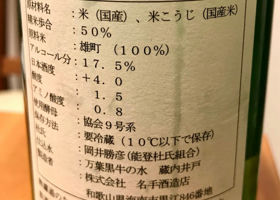 原材料名：米（国産）、米こうじ（国産米）
精米歩合：50％
原料米：雄町（100％）
アルコール分：17.5％
日本酒度：＋4.0
酸度：1.5
アミノ酸：0.8
使用酵母：協会9号系
保存方法：要冷蔵（10℃以下で保存）
杜氏：岡井勝彦（能登杜氏組合）
仕込水：万葉黒牛の水 蔵内井戸
株式会社 名手酒造店
和歌山県海南市黒江846番地